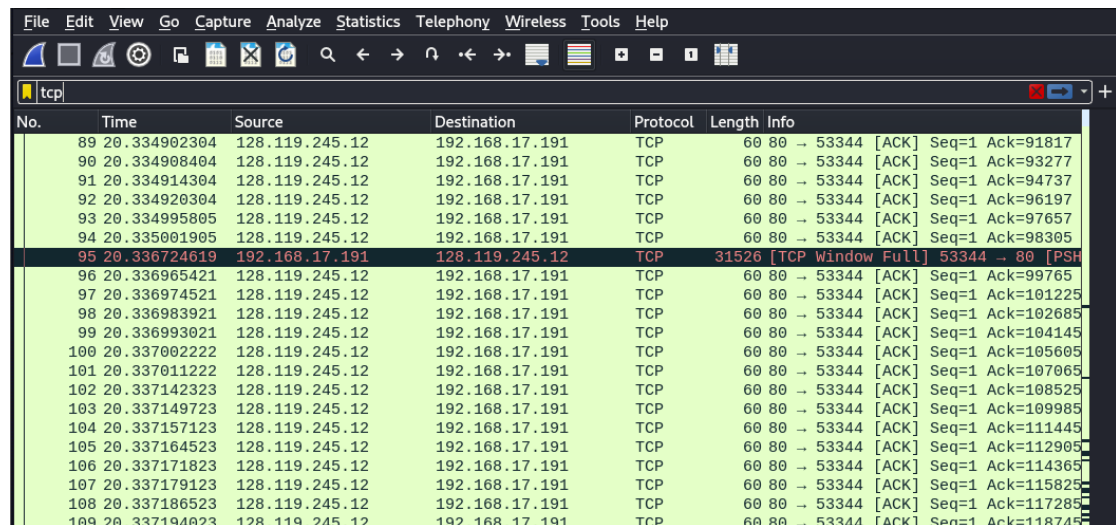 File Edit View Go Capture Analyze Statistics Telephony Wireless Tools Help
tcp
No. Time Source Destination Protocol Length Info
89 20.334902304 128.119.245.12 192.168.17.191 TCP 60 80 → 53344 [ACK] Seq=1 Ack=91817
90 20.334908404 128.119.245.12 192.168.17.191 TCP 60 80 → 53344 [ACK] Seq=1 Ack=93277
91 20.334914304 128.119.245.12 192.168.17.191 TCP 60 80 → 53344 [ACK] Seq=1 Ack=94737
92 20.334920304 128.119.245.12 192.168.17.191 TCP 60 80 → 53344 [ACK] Seq=1 Ack=96197
93 20.334995805 128.119.245.12 192.168.17.191 TCP 60 80 → 53344 [ACK] Seq=1 Ack=97657
94 20.335001905 128.119.245.12 192.168.17.191 TCP 60 80 → 53344 [ACK] Seq=1 Ack=98305
95 20.336724619 192.168.17.191 128.119.245.12 TCP 31526 [TCP Window Full] 53344 → 80 [PSH
96 20.336965421 128.119.245.12 192.168.17.191 TCP 60 80 → 53344 [ACK] Seq=1 Ack=99765
97 20.336974521 128.119.245.12 192.168.17.191 TCP 60 80 → 53344 [ACK] Seq=1 Ack=101225
98 20.336983921 128.119.245.12 192.168.17.191 TCP 60 80 → 53344 [ACK] Seq=1 Ack=102685
99 20.336993021 128.119.245.12 192.168.17.191 TCP 60 80 → 53344 [ACK] Seq=1 Ack=104145
100 20.337002222 128.119.245.12 192.168.17.191 TCP 60 80 → 53344 [ACK] Seq=1 Ack=105605
101 20.337011222 128.119.245.12 192.168.17.191 TCP 60 80 → 53344 [ACK] Seq=1 Ack=107065
102 20.337142323 128.119.245.12 192.168.17.191 TCP 60 80 → 53344 [ACK] Seq=1 Ack=108525
103 20.337149723 128.119.245.12 192.168.17.191 TCP 60 80 → 53344 [ACK] Seq=1 Ack=109985
104 20.337157123 128.119.245.12 192.168.17.191 TCP 60 80 → 53344 [ACK] Seq=1 Ack=111445
105 20.337164523 128.119.245.12 192.168.17.191 TCP 60 80 → 53344 [ACK] Seq=1 Ack=112905
106 20.337171823 128.119.245.12 192.168.17.191 TCP 60 80 → 53344 [ACK] Seq=1 Ack=114365
107 20.337179123 128.119.245.12 192.168.17.191 TCP 60 80 → 53344 [ACK] Seq=1 Ack=115825
108 20.337186523 128.119.245.12 192.168.17.191 TCP 60 80 → 53344 [ACK] Seq=1 Ack=117285
109 20.337194023 128.119.245.12 192.168.17.191 TCP 60 80 → 53344 [ACK] Seq=1 Ack=118745